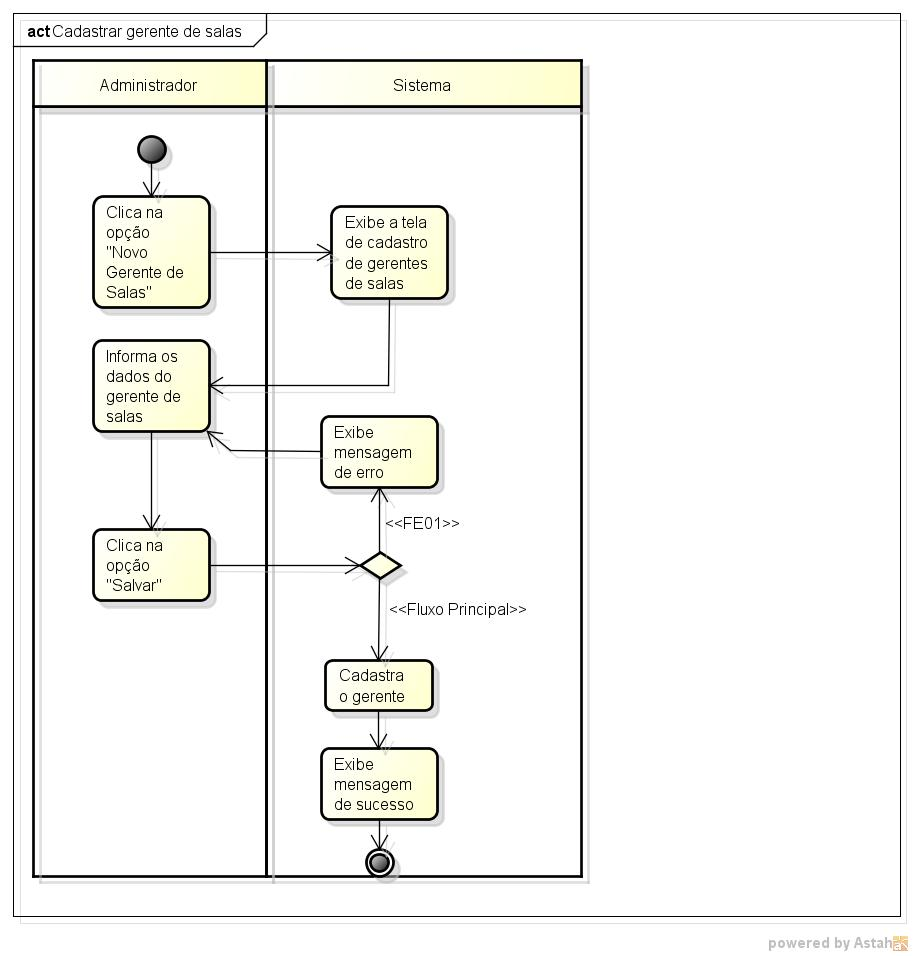 act Cadastrar gerente de salas
Administrador
Sistema
Clica na
opção
"Novo
Gerente de
Salas"
Exibe a tela
de cadastro
de gerentes
de salas
Informa os
dados do
gerente de
salas
Exibe
mensagem
de erro
<<FE01>>
Clica na
opção
"Salvar"
<<Fluxo Principal>>
Cadastra
o gerente
Exibe
mensagem
de sucesso
powered by Astah